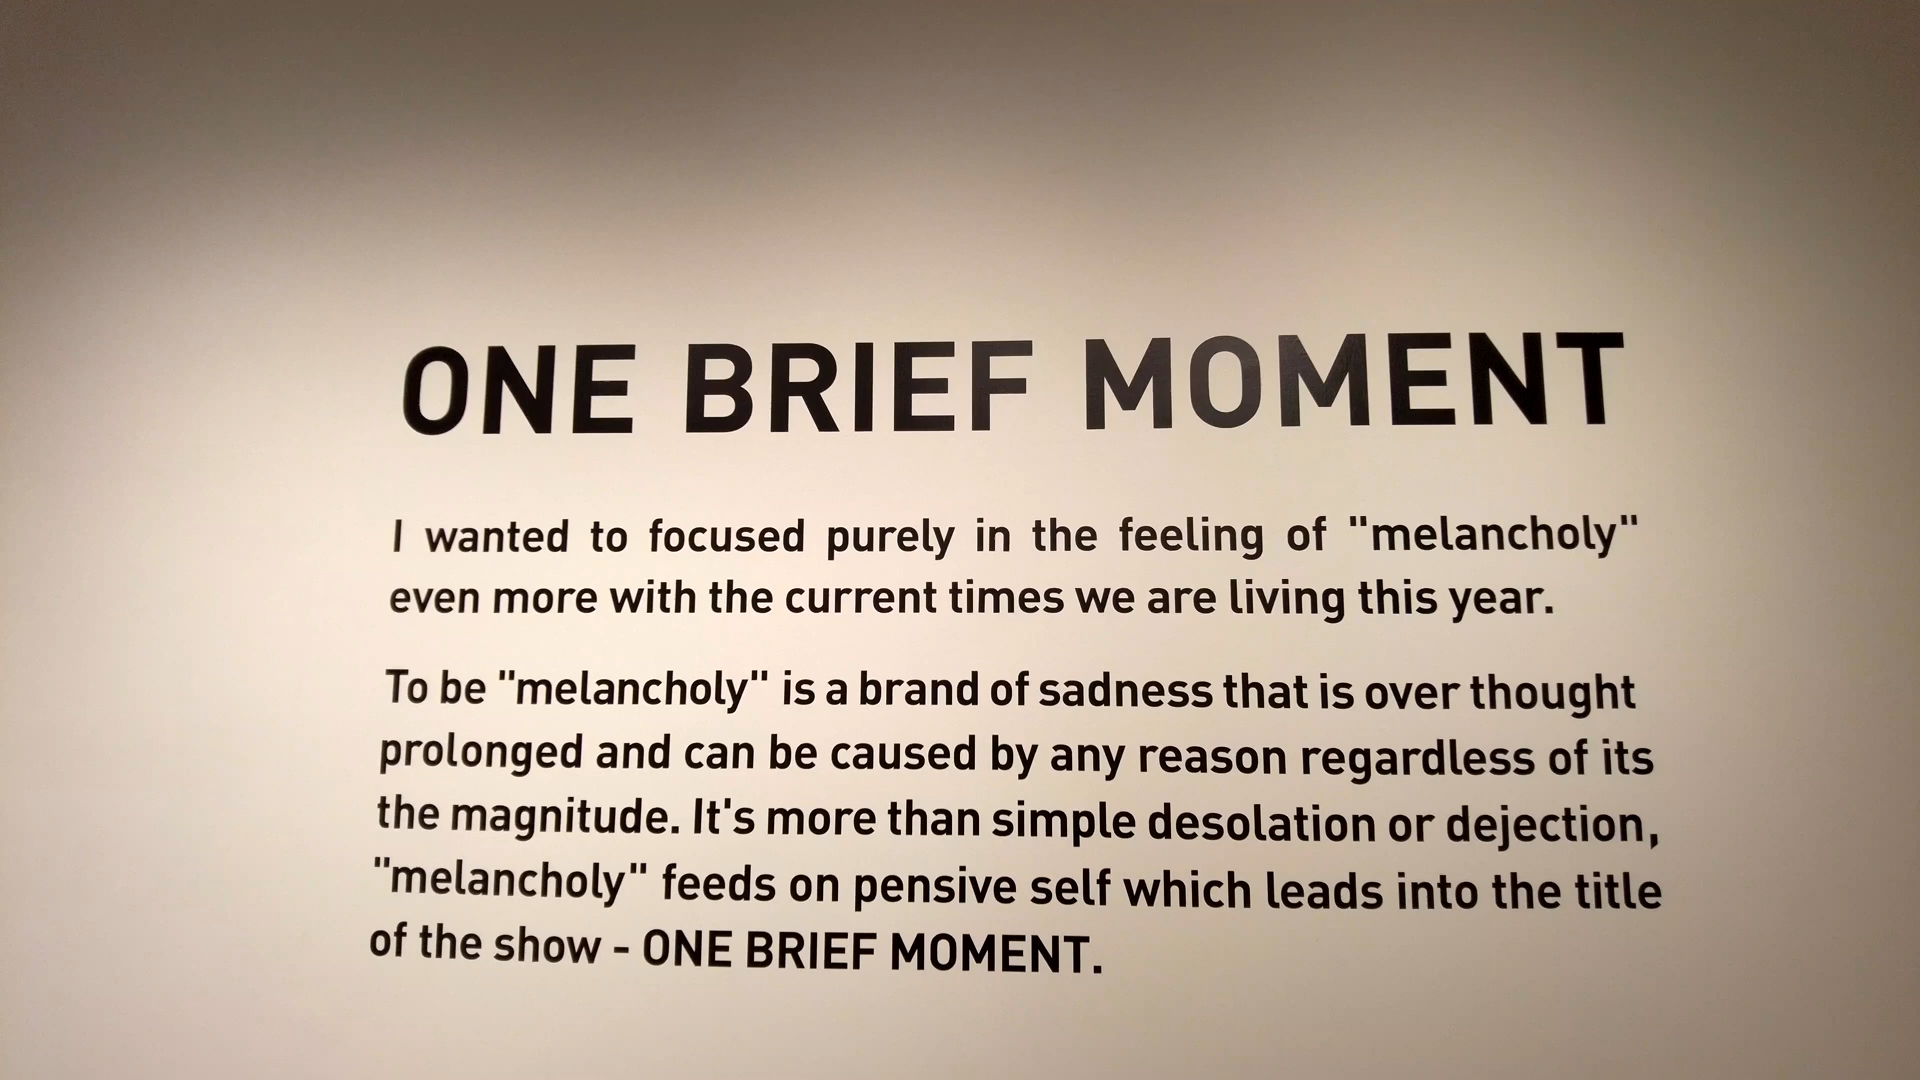 ONE BRIEF MOMENT
I wanted to focused purely in the feeling of "melancholy"
even more with the current times we are living this year.
To be "melancholy" is a brand of sadness that is over thought
prolonged and can be caused by any reason regardless of its
the magnitude. It's more than simple desolation or dejection,
"melancholy" feeds on pensive self which leads into the title
of the show - ONE BRIEF MOMENT.